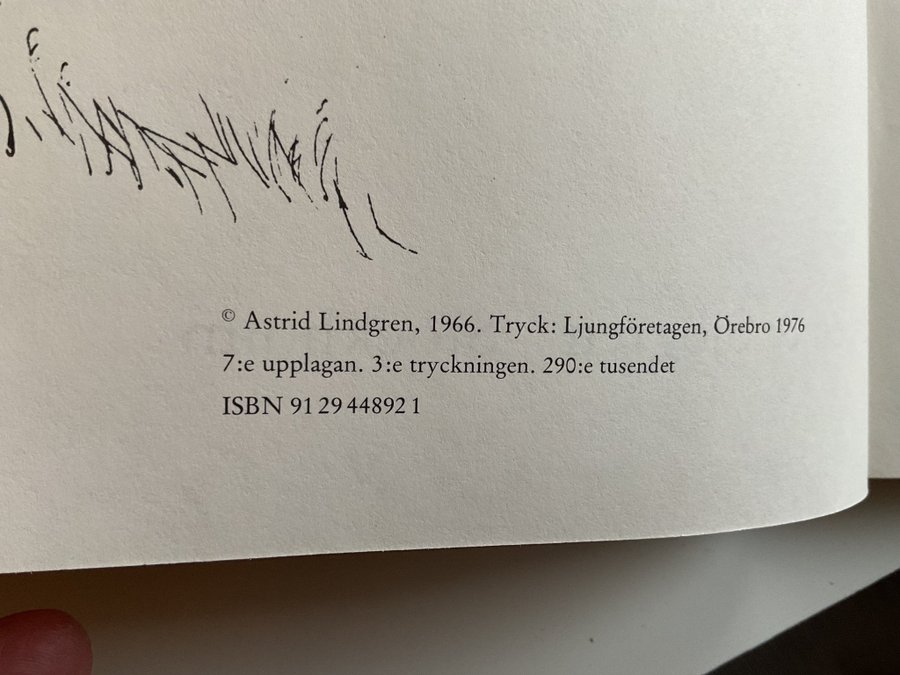 © Astrid Lindgren, 1966. Tryck: Ljungföretagen, Örebro 1976
7:e upplagan. 3:e tryckningen. 290:e tusendet
ISBN 91 29 44892 1